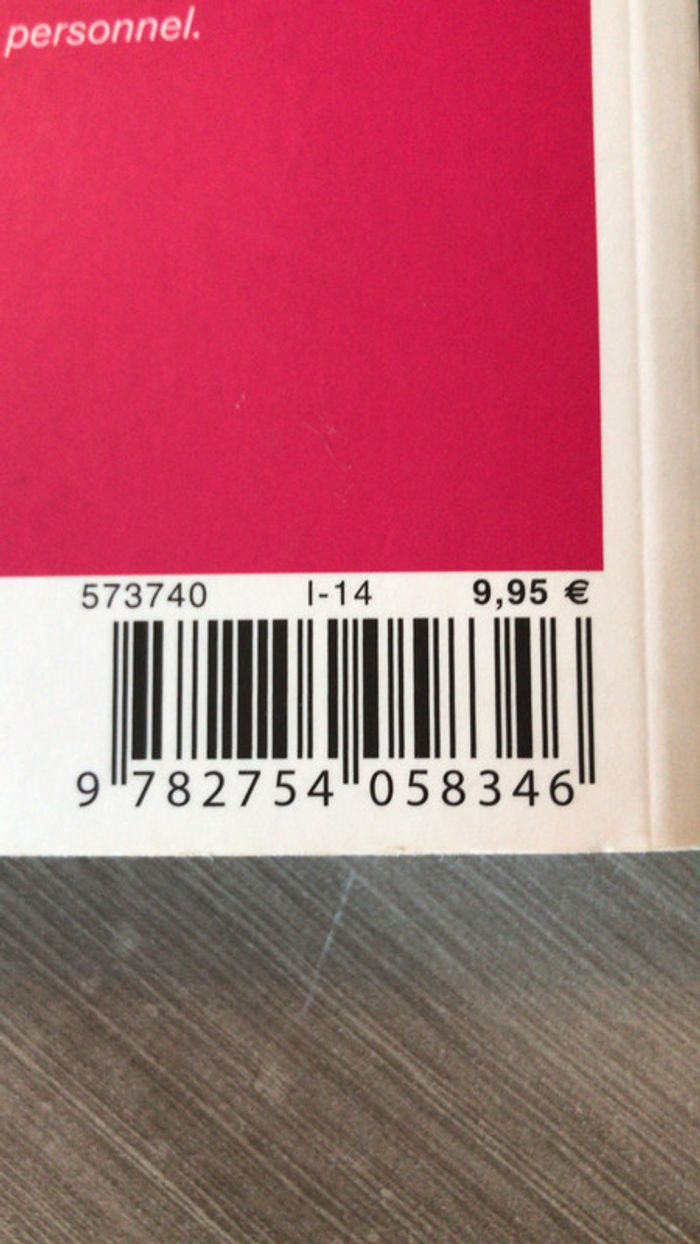 personnel.
573740 I-14 9,95 €
9 782754 058346